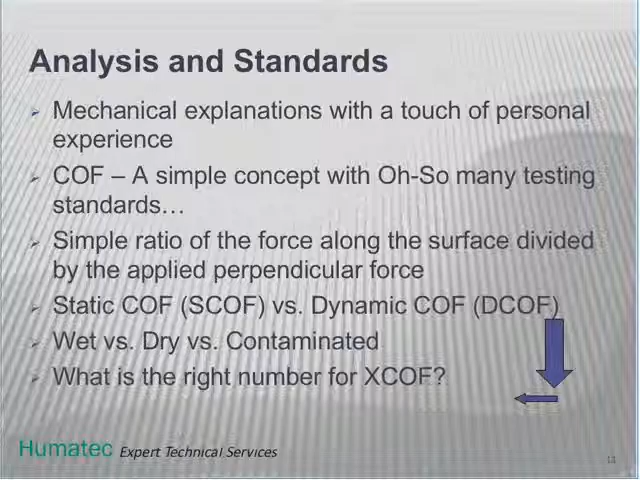 Analysis and Standards
Mechanical explanations with a touch of personal
experience
COF – A simple concept with Oh-So many testing
standards…
Simple ratio of the force along the surface divided
by the applied perpendicular force
Static COF (SCOF) vs. Dynamic COF (DCOF)
Wet vs. Dry vs. Contaminated
What is the right number for XCOF?
Humatec Expert Technical Services